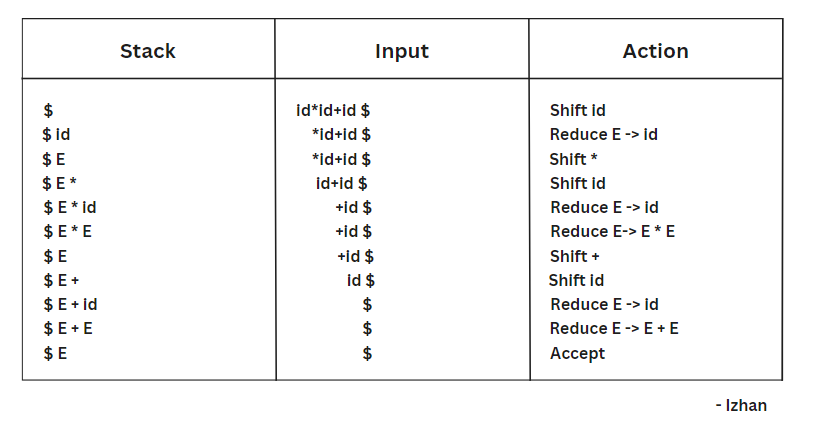 Stack Input Action
$ id*id+id $ Shift id
$ id *id+id $ Reduce E -> id
$ E *id+id $ Shift *
$ E * id+id $ Shift id
$ E * id +id $ Reduce E -> id
$ E * E +id $ Reduce E-> E * E
$ E +id $ Shift +
$ E + id $ Shift id
$ E + id $ Reduce E -> id
$ E + E $ Reduce E -> E + E
$ E $ Accept
- Izhan